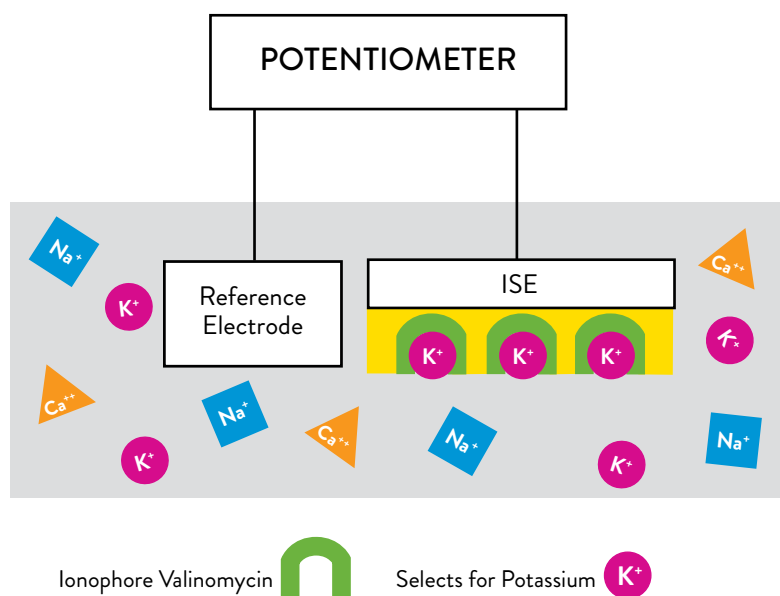 POTENTIOMETER
Na⁺
Ca⁺⁺
K⁺
Reference
Electrode
ISE
K⁺
K⁺ K⁺ K⁺
Ca⁺⁺
Na⁺
Ca⁺⁺
Na⁺
Na⁺
K⁺
K⁺
Ionophore Valinomycin
Selects for Potassium K⁺